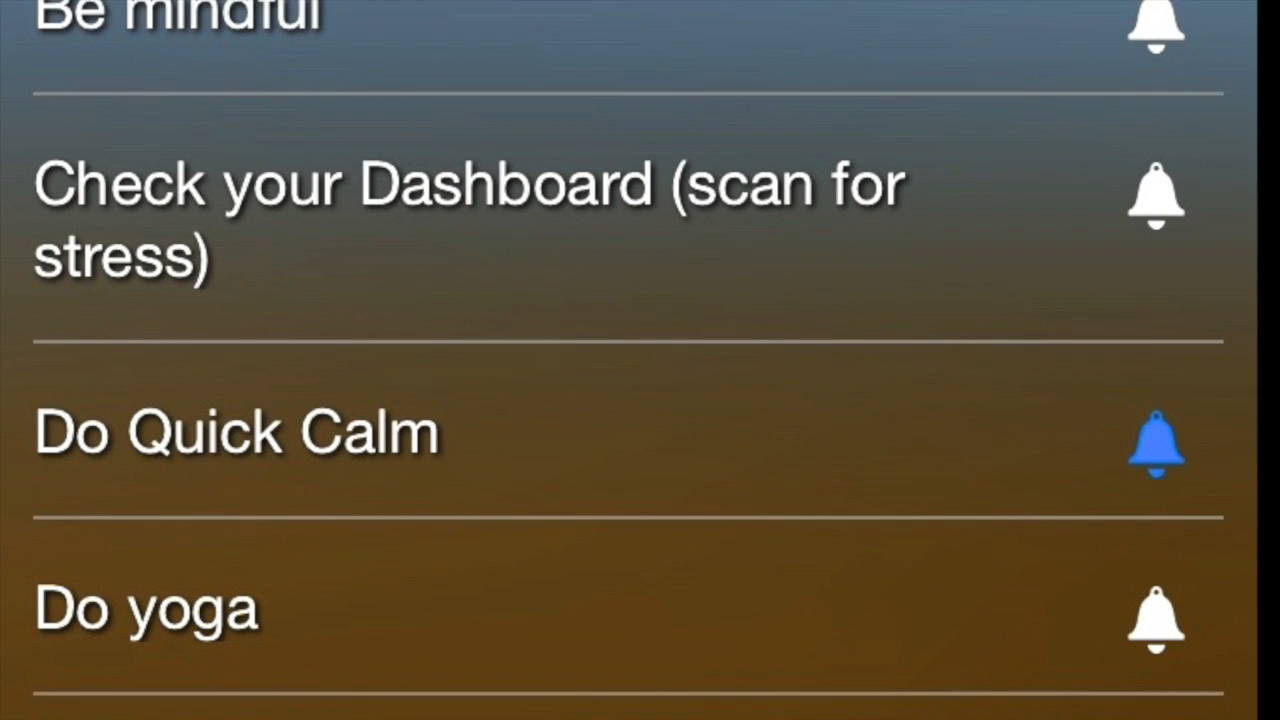 Be mindful
Check your Dashboard (scan for
stress)
Do Quick Calm
Do yoga